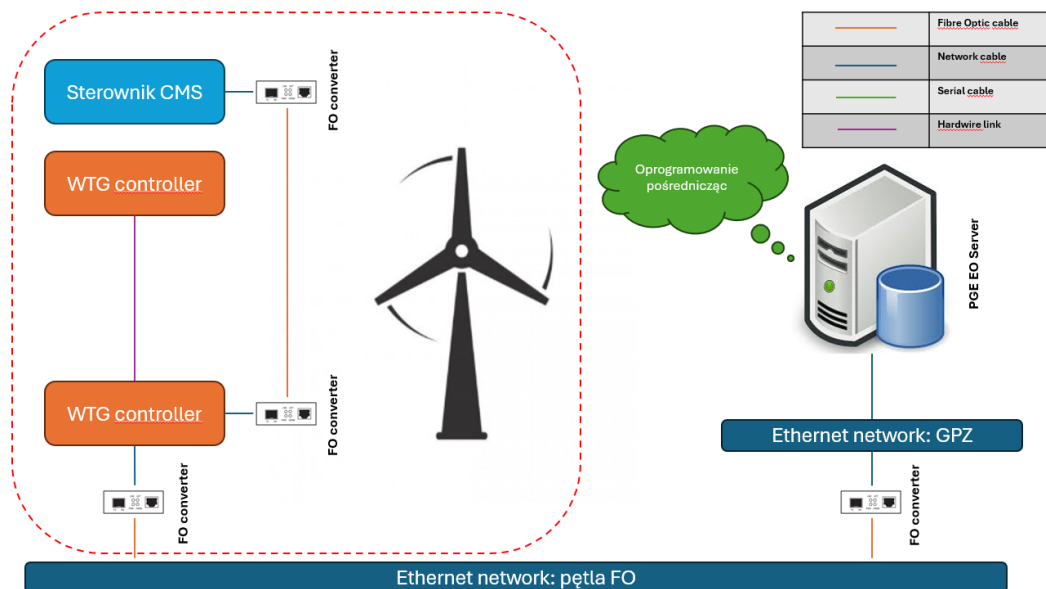 Sterownik CMS
FO converter
WTG controller
WTG controller
FO converter
FO converter
Oprogramowanie
pośrednicząc
Fibre Optic cable
Network cable
Serial cable
Hardwire link
PGE EO Server
Ethernet network: GPZ
FO converter
Ethernet network: pętla FO